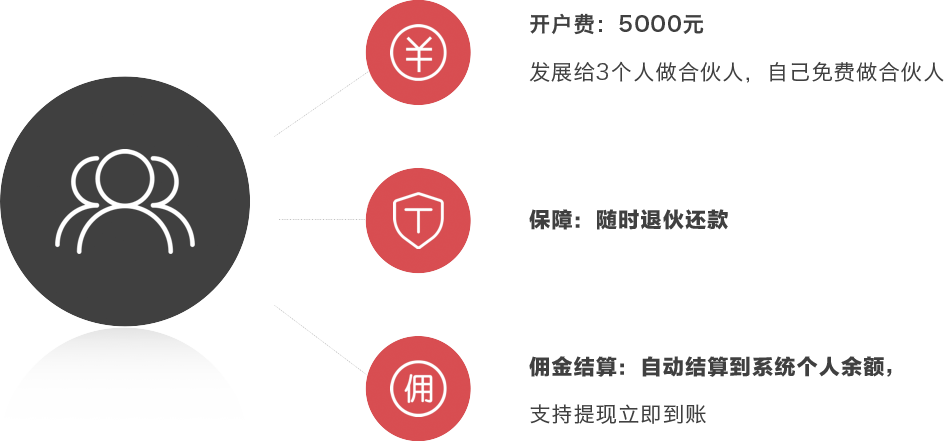 开户费：5000元
发展给3个人做合伙人，自己免费做合伙人
保障：随时退伙还款
佣金结算：自动结算到系统个人余额，
佣
支持提现立即到账